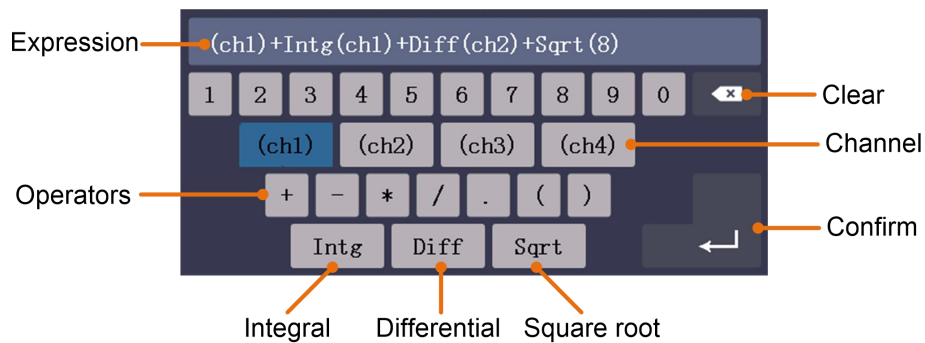 Expression
(ch1)+Intg(ch1)+Diff(ch2)+Sqrt(8)
1 2 3 4 5 6 7 8 9 0
Clear
(ch1) (ch2) (ch3) (ch4)
Channel
Operators
+ - * / . ( )
Confirm
Intg Diff Sqrt
Integral Differential Square root